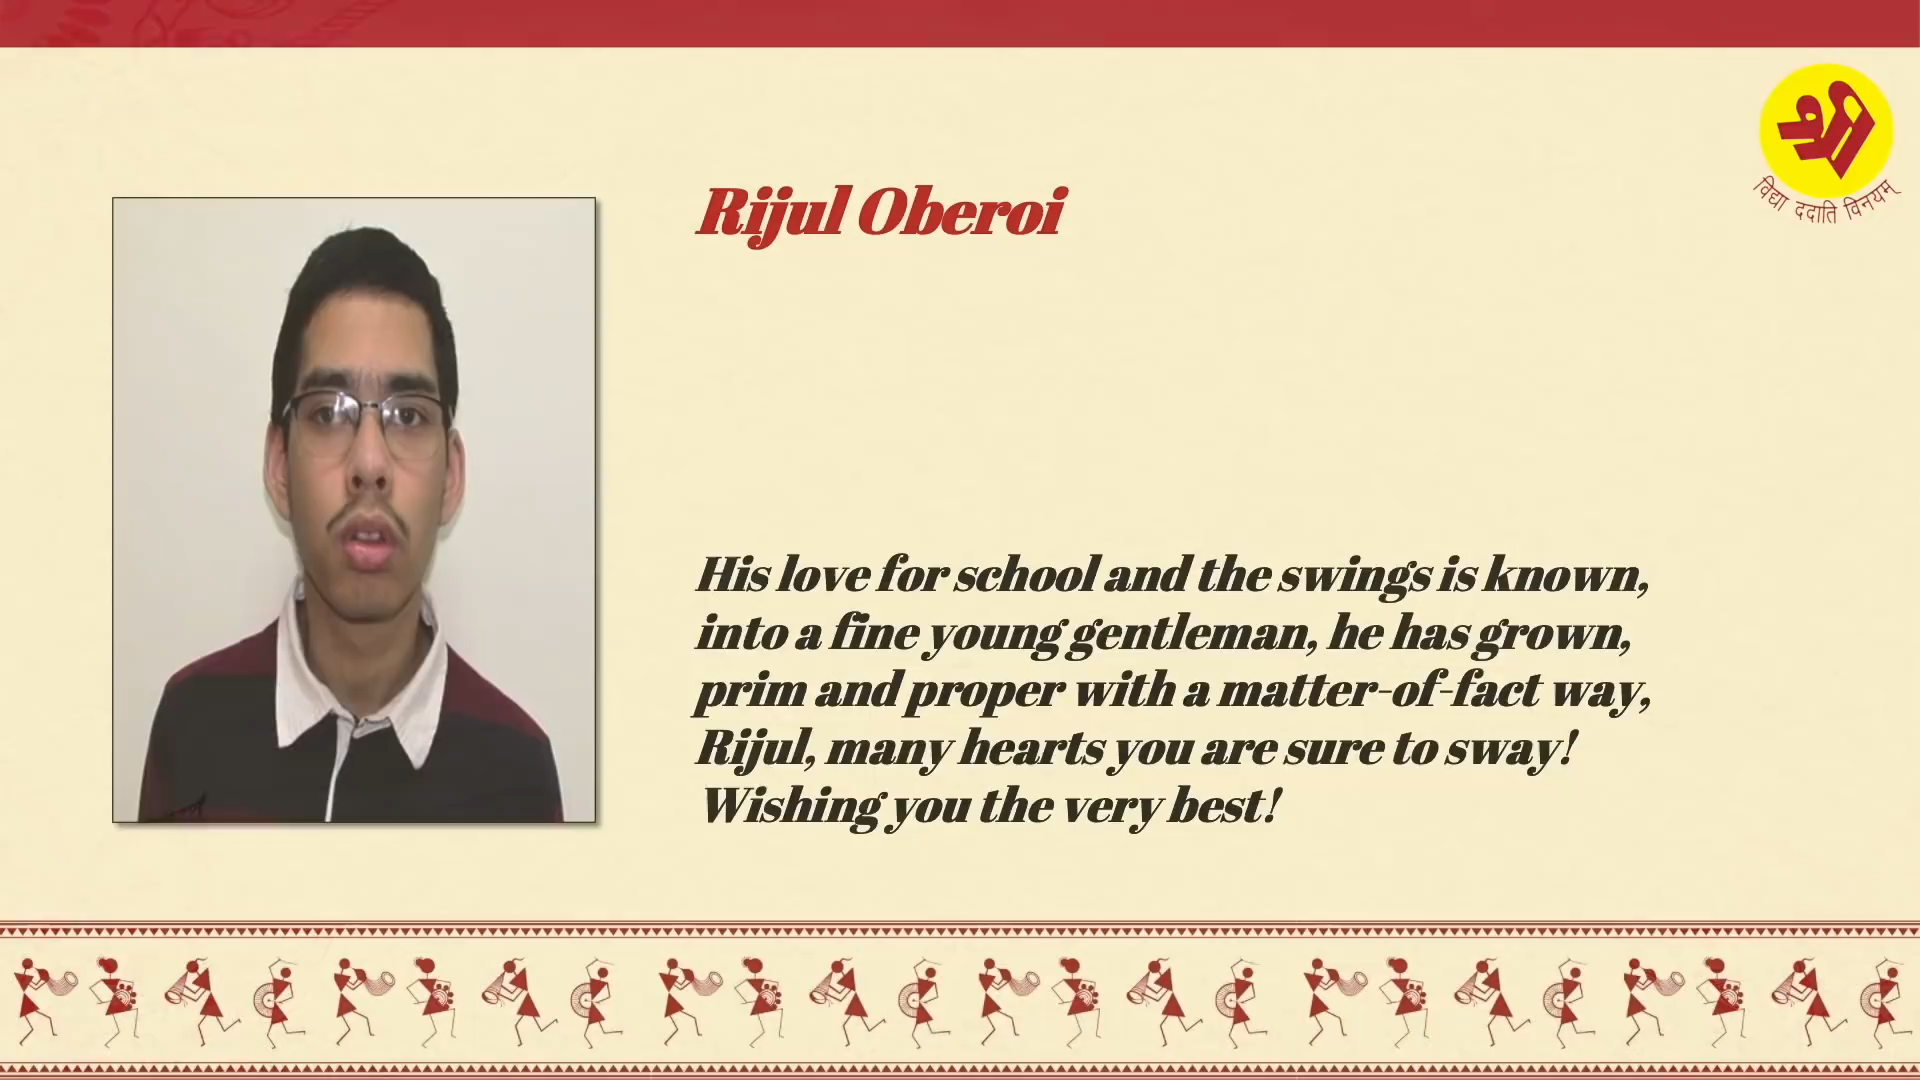 श्री
विद्या ददाति विनयम्
Rijul Oberoi
His love for school and the swings is known,
into a fine young gentleman, he has grown,
prim and proper with a matter-of-fact way,
Rijul, many hearts you are sure to sway!
Wishing you the very best!